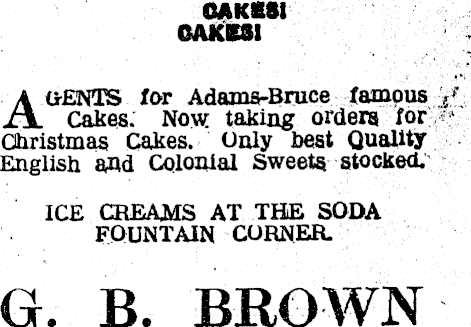 CAKES!
CAKES!
AGENTS for Adams-Bruce famous
Cakes. Now taking orders for
Christmas Cakes. Only best Quality
English and Colonial Sweets stocked.
ICE CREAMS AT THE SODA
FOUNTAIN CORNER.
G. B. BROWN